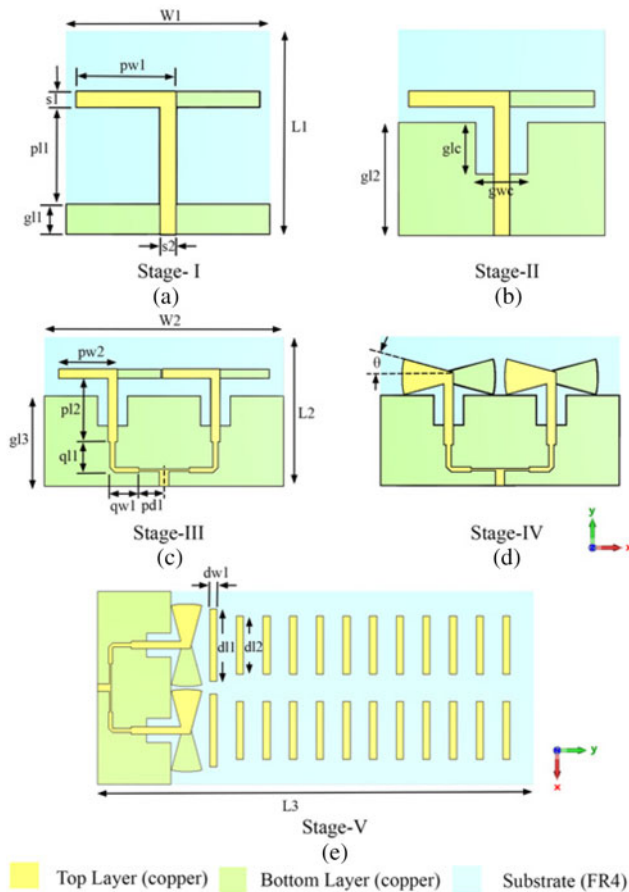 W1
pw1
s1
pl1
gl1
s2
L1
Stage- I
(a)
gl2
glc
gwc
Stage-II
(b)
W2
pw2
pl2
gl3
ql1
qw1
pd1
L2
Stage-III
(c)
θ
Stage-IV
(d)
y
x
dw1
dl1
dl2
L3
y
x
Stage-V
(e)
Top Layer (copper)
Bottom Layer (copper)
Substrate (FR4)